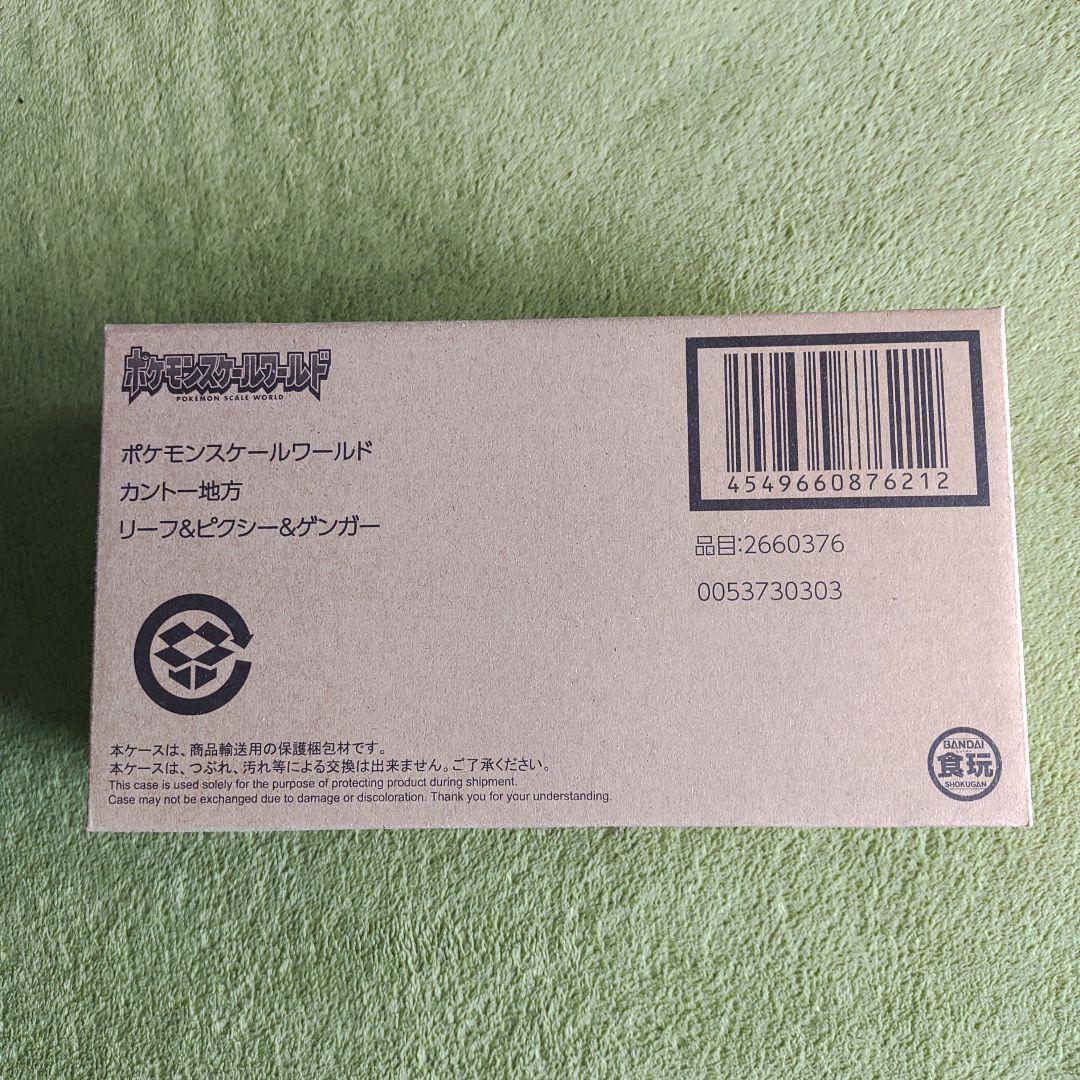 ポケモンスケールワールド
POKÉMON SCALE WORLD
ポケモンスケールワールド
カントー地方
リーフ&ピクシー&ゲンガー
4549660876212
品目:2660376
0053730303
本ケースは、商品輸送用の保護梱包材です。
本ケースは、つぶれ、汚れ等による交換は出来ません。ご了承ください。
This case is used solely for the purpose of protecting product during shipment.
Case may not be exchanged due to damage or discoloration. Thank you for your understanding.
BANDAI
食玩
SHOKUGAN